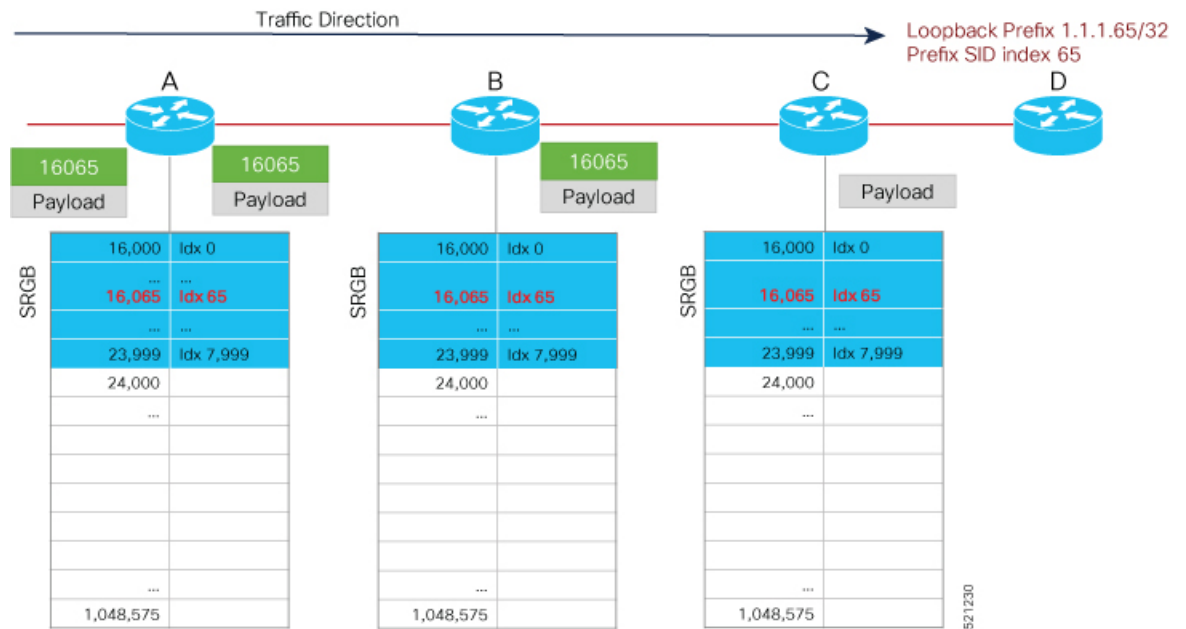 Traffic Direction
Loopback Prefix 1.1.1.65/32
Prefix SID index 65
A
B
C
D
16065
Payload
16065
Payload
16065
Payload
Payload
SRGB
16,000 Idx 0
... ...
16,065 Idx 65
... ...
23,999 Idx 7,999
24,000
...
...
1,048,575
SRGB
16,000 Idx 0
16,065 Idx 65
... ...
23,999 Idx 7,999
24,000
...
...
1,048,575
SRGB
16,000 Idx 0
16,065 Idx 65
... ...
23,999 Idx 7,999
24,000
...
...
1,048,575
521230